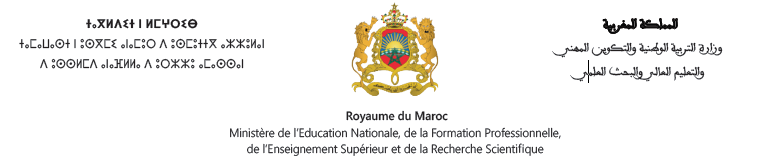 ⵜⴰⴳⵍⴷⵉⵜ ⵏ ⵍⵎⵖⵔⵉⴱ
ⵜⴰⵎⴰⵡⴰⵙⵜ ⵏ ⵓⵙⴳⵎⵉ ⴰⵏⴰⵎⵓⵔ ⴷ ⵓⵙⵎⵓⵜⵜⴳ ⴰⵣⵣⵓⵍⴰⵏ
ⴷ ⵓⵙⵙⵍⵎⴷ ⴰⵏⴰⴼⵍⵍⴰ ⴷ ⵓⵔⵣⵣⵓ ⴰⵎⴰⵙⵙⴰⵏ
المملكة المغربية
وزارة التربية الوطنية والتكوين المهني
والتعليم العالي والبحث العلمي
Royaume du Maroc
Ministère de l'Education Nationale, de la Formation Professionnelle,
de l'Enseignement Supérieur et de la Recherche Scientifique